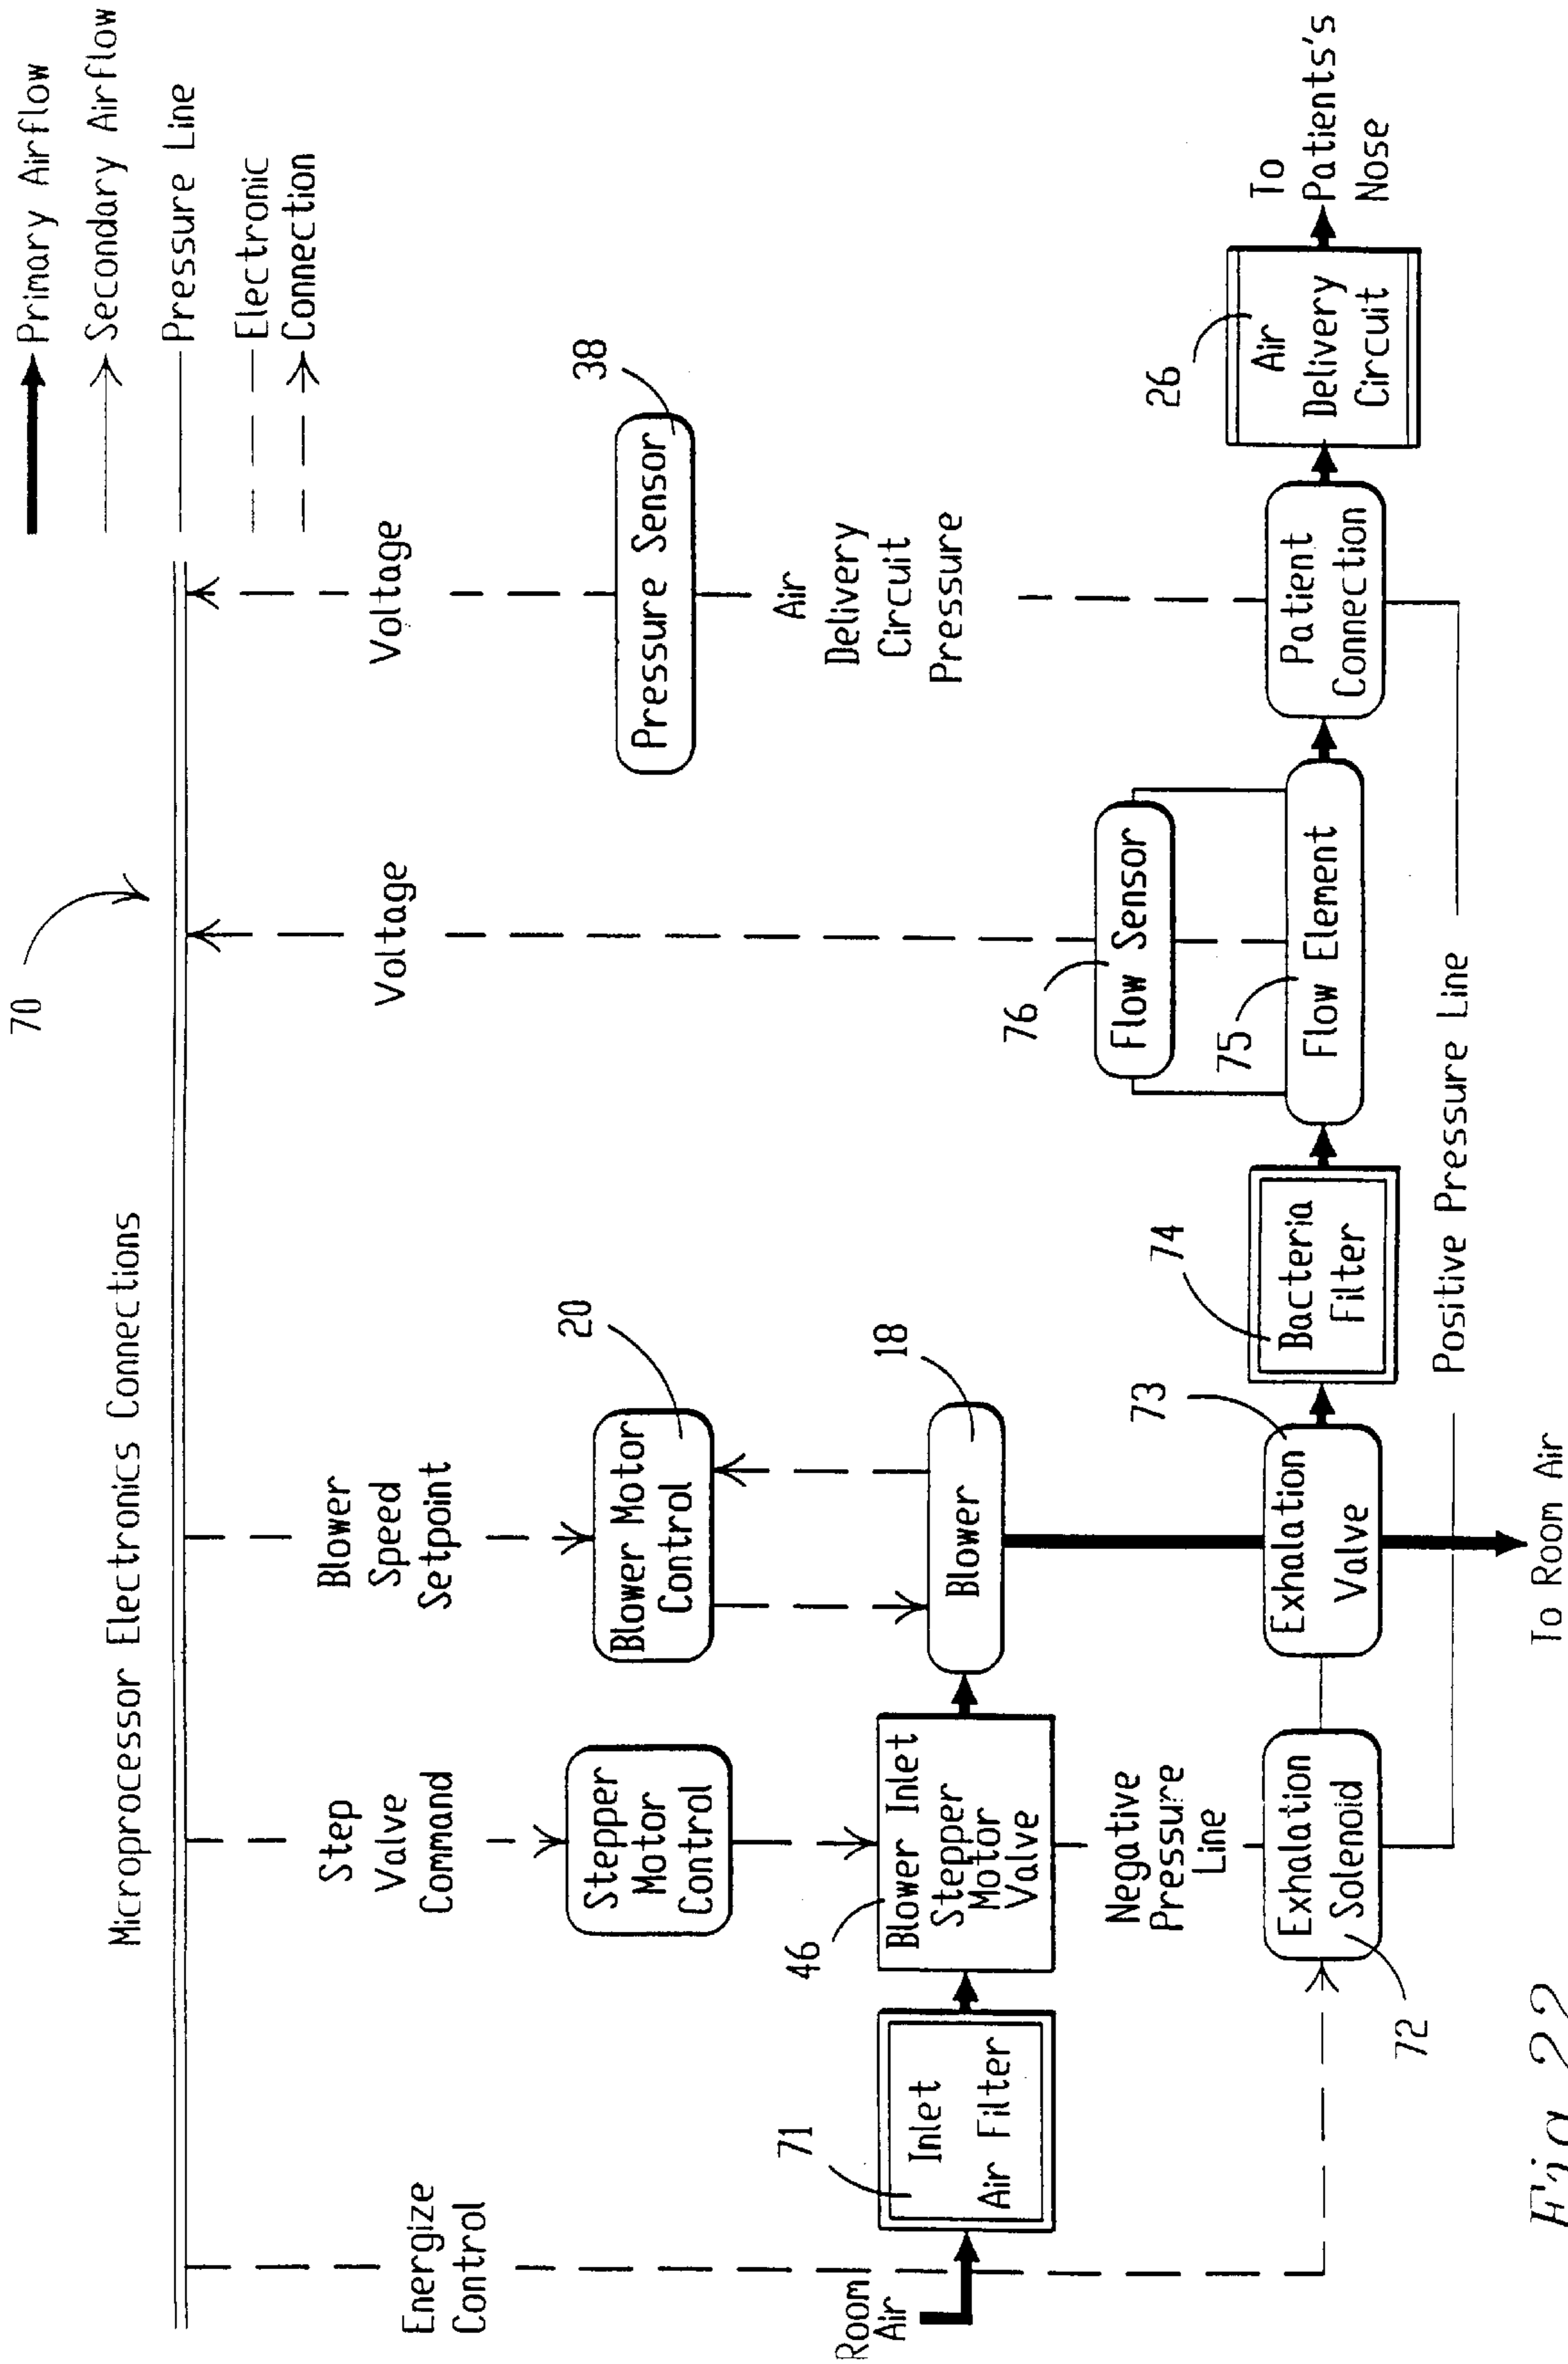 70
Primary Airflow
Secondary Airflow
Pressure Line
Electronic
Connection
Microprocessor Electronics Connections
Energize
Control
Step
Valve
Command
Blower
Speed
Setpoint
Voltage
Voltage
Stepper
Motor
Control
20
Blower Motor
Control
38
Pressure Sensor
Air
Delivery
Circuit
Pressure
Room
Air
71
Inlet
Air Filter
46
Blower Inlet
Stepper
Motor
Valve
18
Blower
Negative
Pressure
Line
76
Flow Sensor
72
Exhalation
Solenoid
73
Exhalation
Valve
74
Bacteria
Filter
75
Flow Element
Patient
Connection
26
Air
Delivery
Circuit
To
Patients's
Nose
Positive Pressure Line
To Room Air
Fig. 22